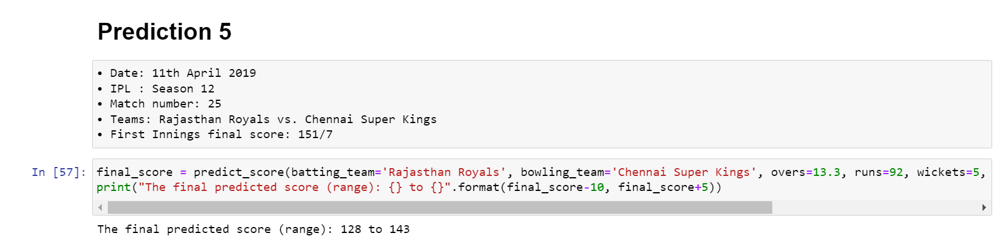 Prediction 5
• Date: 11th April 2019
• IPL : Season 12
• Match number: 25
• Teams: Rajasthan Royals vs. Chennai Super Kings
• First Innings final score: 151/7
In [57]: final_score = predict_score(batting_team='Rajasthan Royals', bowling_team='Chennai Super Kings', overs=13.3, runs=92, wickets=5,
print("The final predicted score (range): {} to {}".format(final_score-10, final_score+5))
The final predicted score (range): 128 to 143